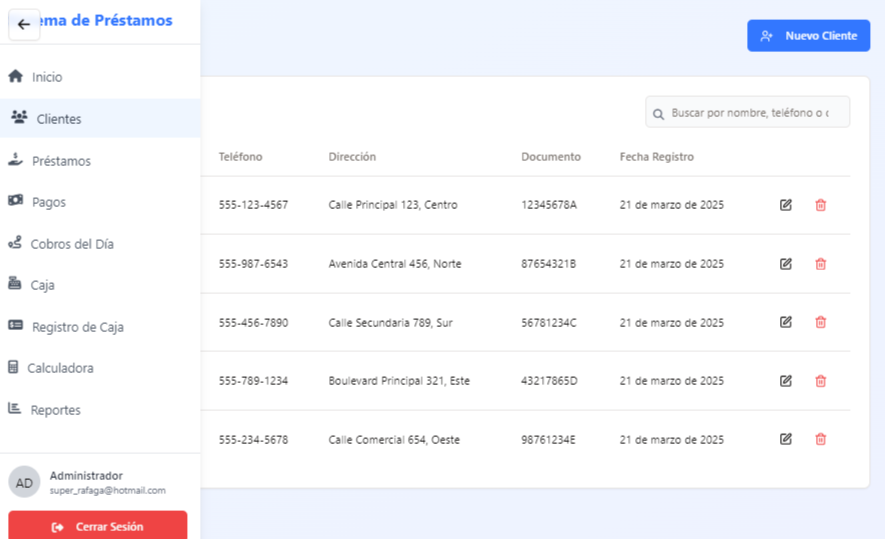 ema de Préstamos
Nuevo Cliente
Inicio
Clientes
Préstamos
Pagos
Cobros del Día
Caja
Registro de Caja
Calculadora
Reportes
AD
Administrador
super_rafaga@hotmail.com
Cerrar Sesión
Buscar por nombre, teléfono o c
Teléfono Dirección Documento Fecha Registro
555-123-4567 Calle Principal 123, Centro 12345678A 21 de marzo de 2025
555-987-6543 Avenida Central 456, Norte 87654321B 21 de marzo de 2025
555-456-7890 Calle Secundaria 789, Sur 56781234C 21 de marzo de 2025
555-789-1234 Boulevard Principal 321, Este 43217865D 21 de marzo de 2025
555-234-5678 Calle Comercial 654, Oeste 98761234E 21 de marzo de 2025